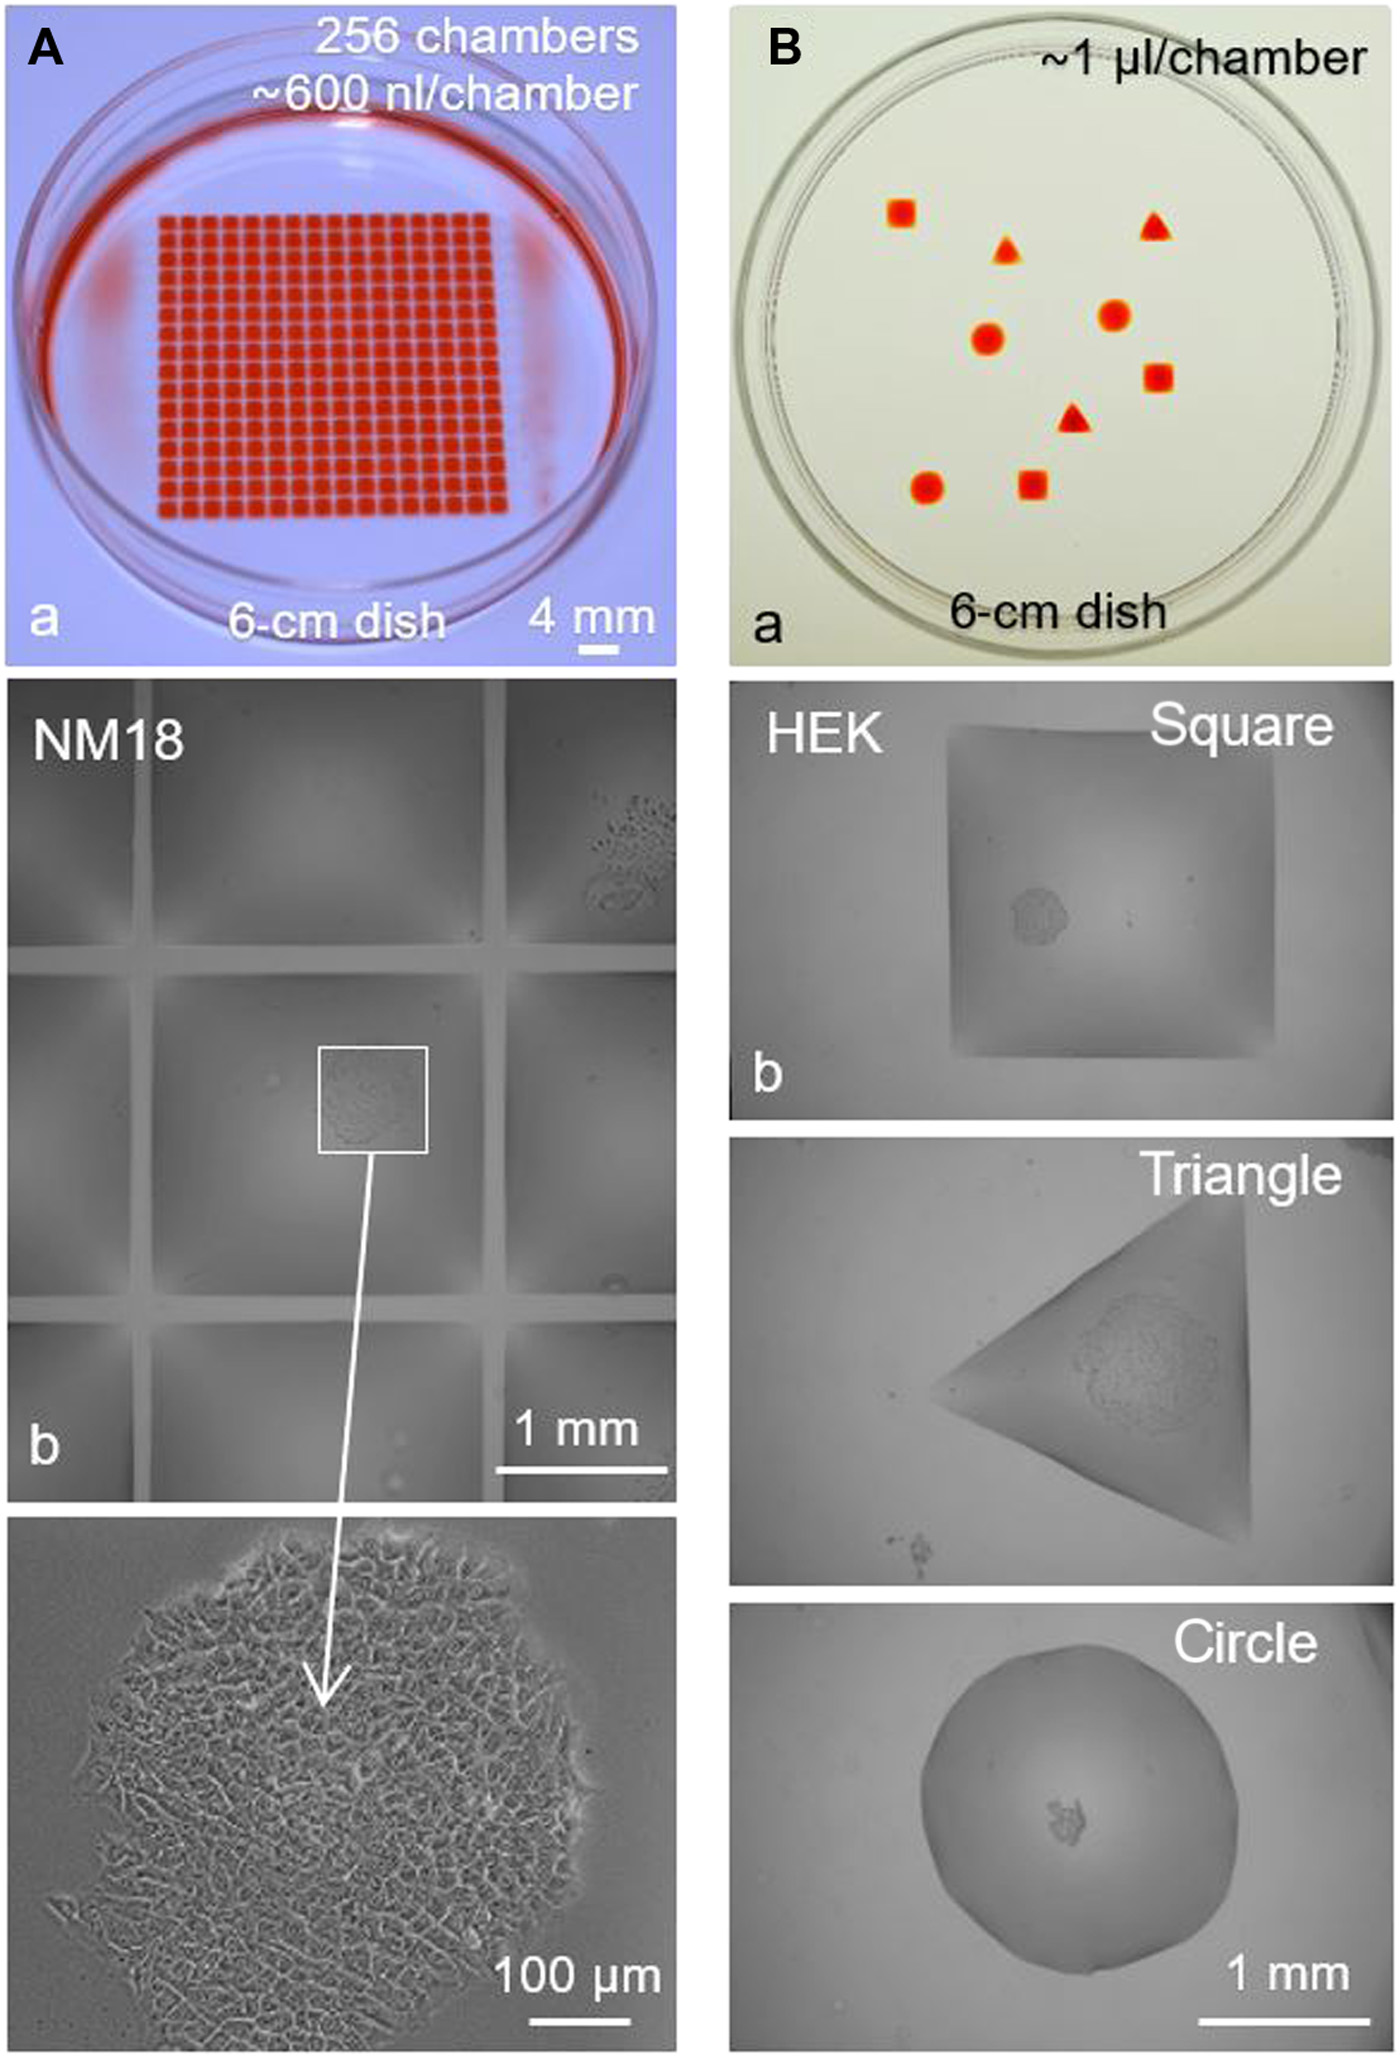 A
256 chambers
~600 nl/chamber
a
6-cm dish
4 mm
NM18
b
1 mm
100 µm
B
~1 µl/chamber
a
6-cm dish
HEK
Square
b
Triangle
Circle
1 mm